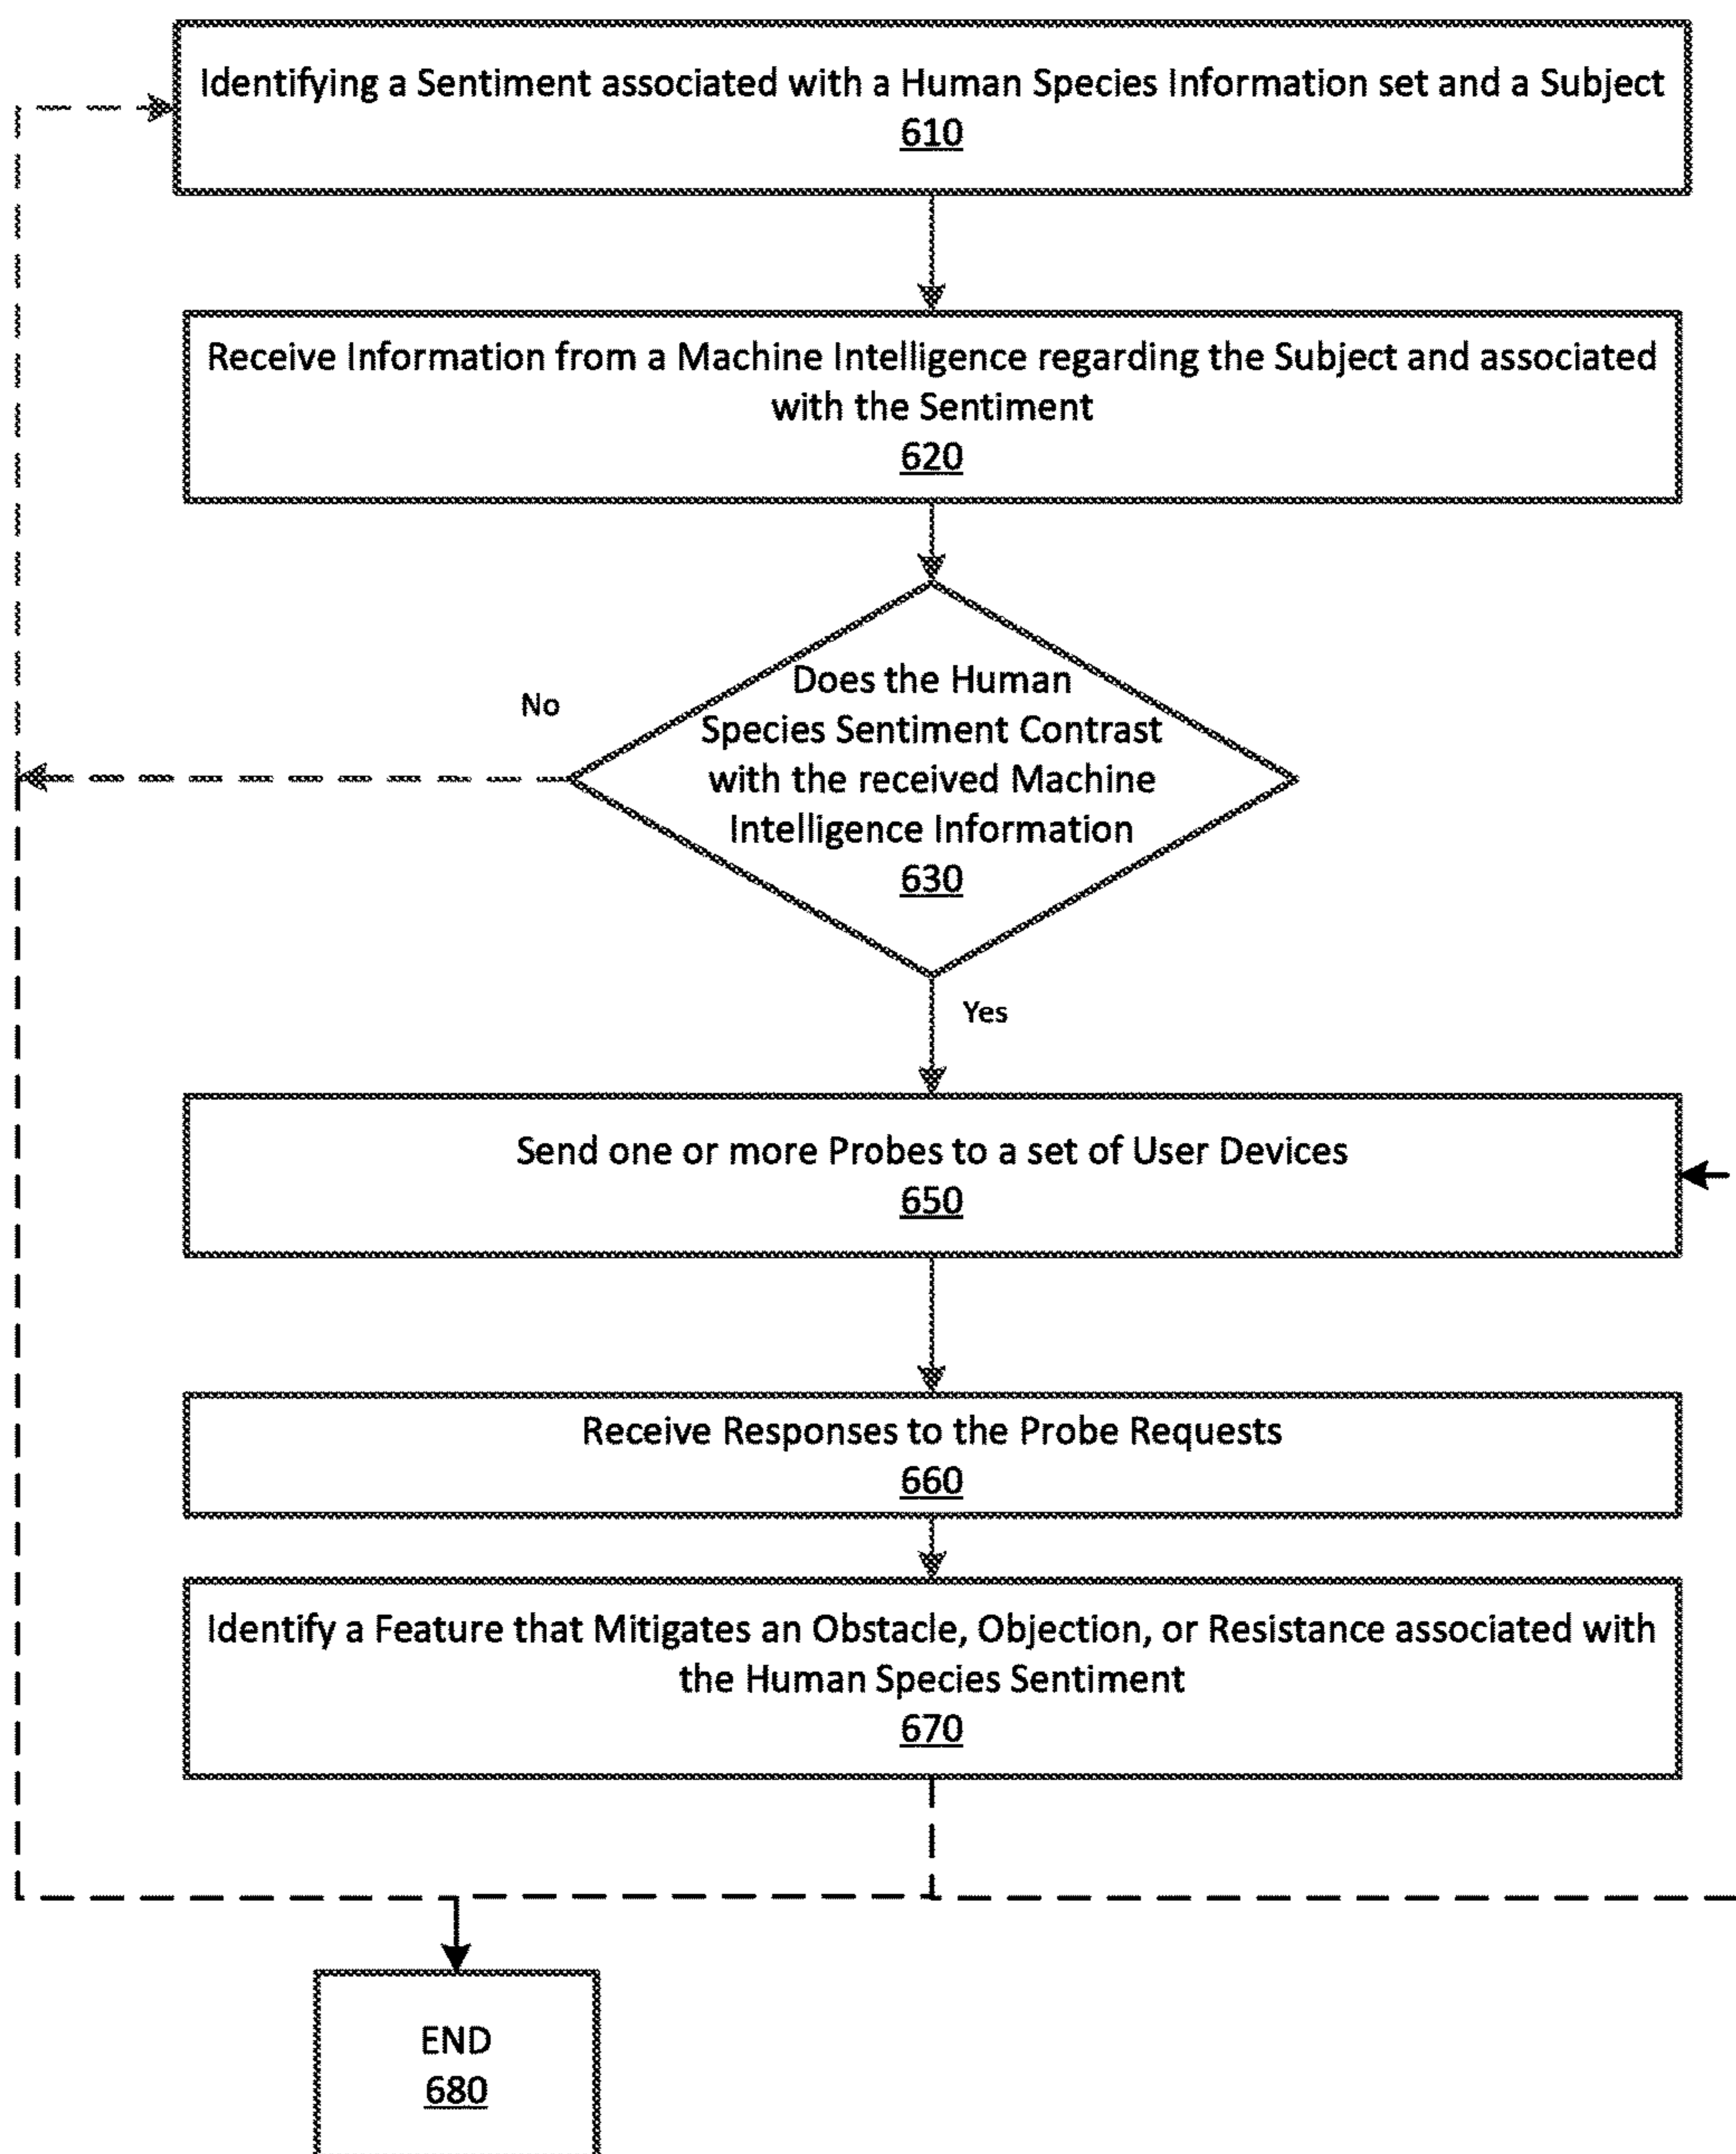 Identifying a Sentiment associated with a Human Species Information set and a Subject
610
Receive Information from a Machine Intelligence regarding the Subject and associated
with the Sentiment
620
Does the Human
Species Sentiment Contrast
with the received Machine
Intelligence Information
630
No
Yes
Send one or more Probes to a set of User Devices
650
Receive Responses to the Probe Requests
660
Identify a Feature that Mitigates an Obstacle, Objection, or Resistance associated with
the Human Species Sentiment
670
END
680